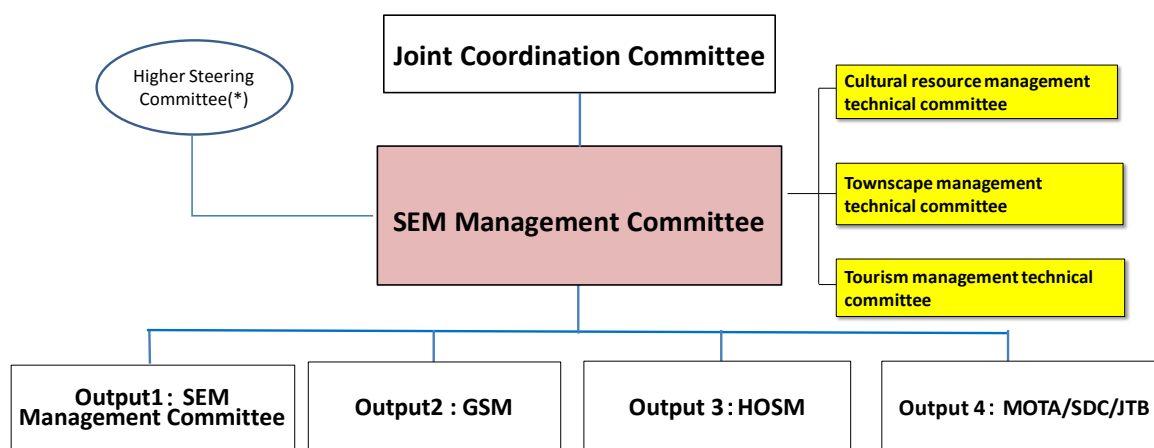 Joint Coordination Committee
Higher Steering
Committee(*)
Cultural resource management
technical committee
SEM Management Committee
Townscape management
technical committee
Tourism management technical
committee
Output1： SEM
Management Committee
Output2 : GSM
Output 3：HOSM
Output 4： MOTA/SDC/JTB